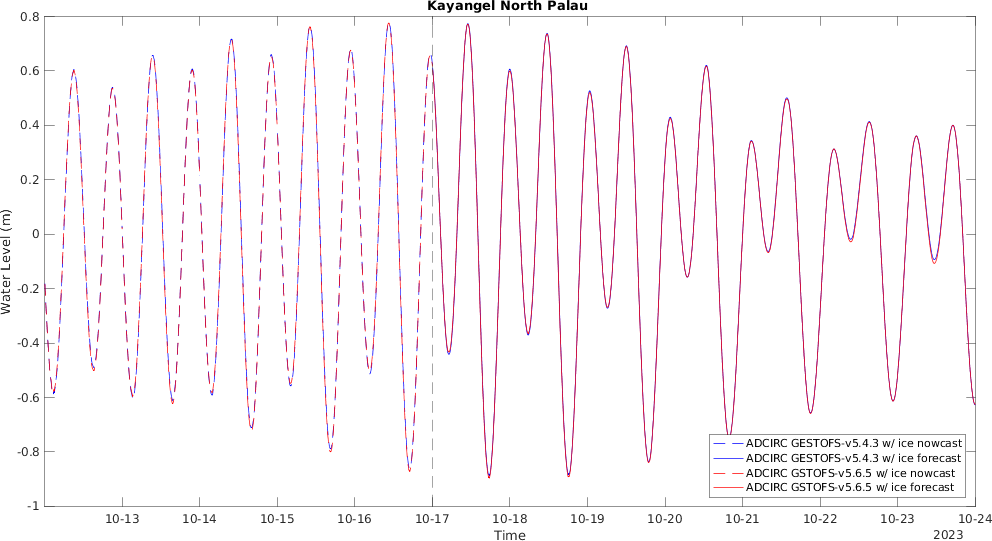 Kayangel North Palau
0.8
0.6
0.4
0.2
0
-0.2
-0.4
-0.6
-0.8
-1
Water Level (m)
ADCIRC GESTOFS-v5.4.3 w/ ice nowcast
ADCIRC GESTOFS-v5.4.3 w/ ice forecast
ADCIRC GSTOFS-v5.6.5 w/ ice nowcast
ADCIRC GSTOFS-v5.6.5 w/ ice forecast
10-13 10-14 10-15 10-16 10-17 10-18 10-19 10-20 10-21 10-22 10-23 10-24
Time
2023